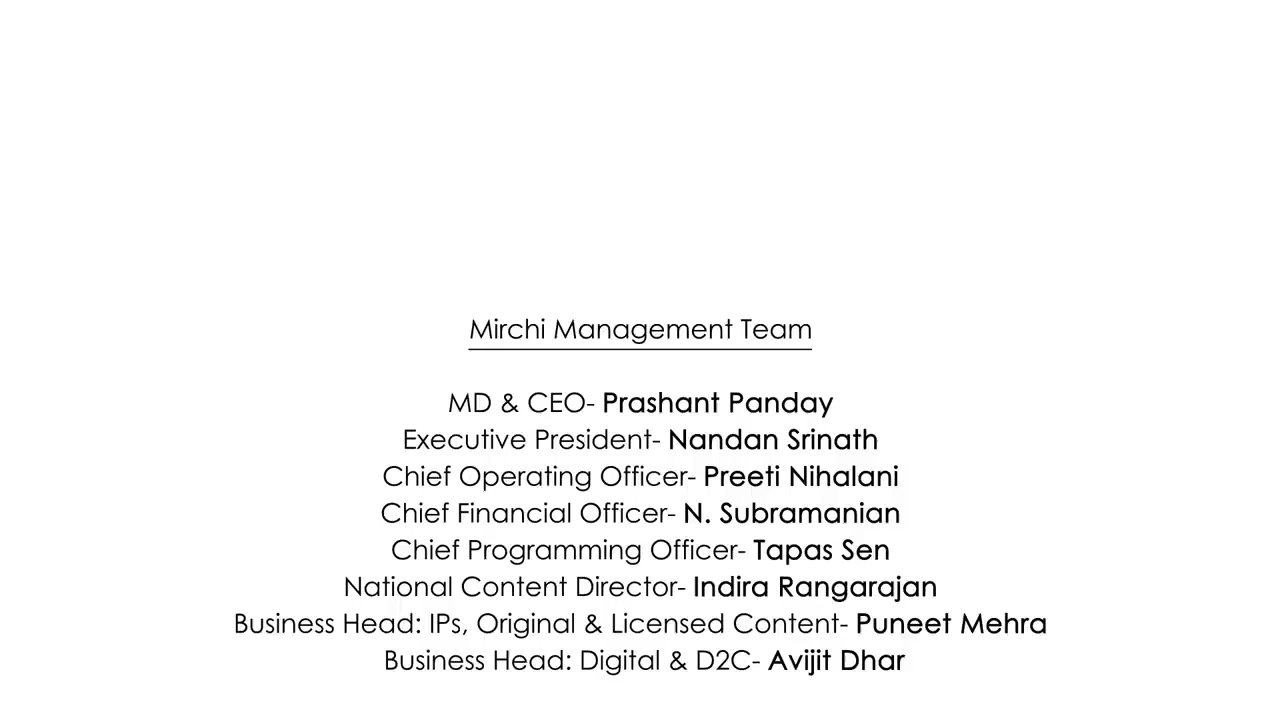 Mirchi Management Team
MD & CEO- Prashant Panday
Executive President- Nandan Srinath
Chief Operating Officer- Preeti Nihalani
Chief Financial Officer- N. Subramanian
Chief Programming Officer- Tapas Sen
National Content Director- Indira Rangarajan
Business Head: IPs, Original & Licensed Content- Puneet Mehra
Business Head: Digital & D2C- Avijit Dhar